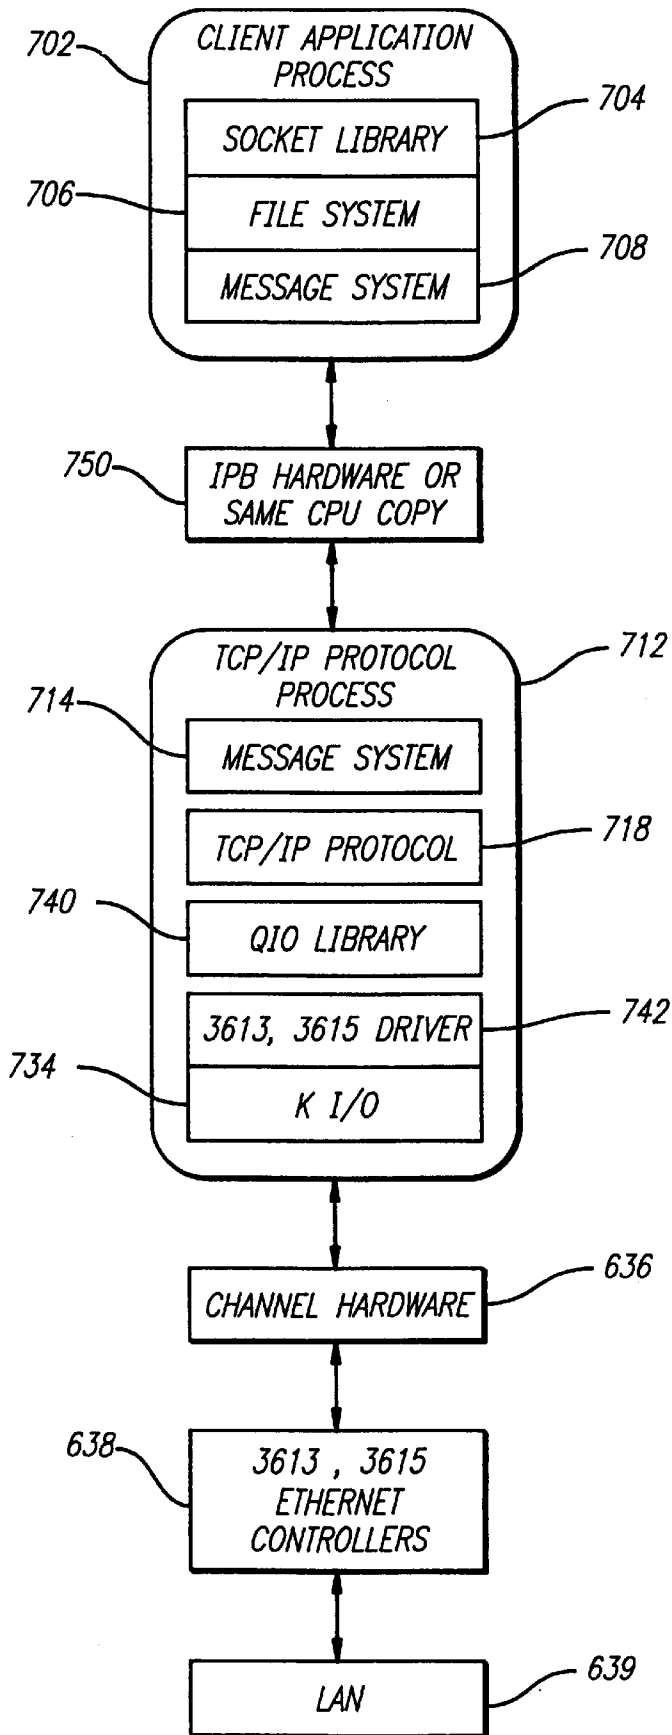 702
CLIENT APPLICATION
PROCESS
704
SOCKET LIBRARY
706
FILE SYSTEM
708
MESSAGE SYSTEM
750
IPB HARDWARE OR
SAME CPU COPY
TCP/IP PROTOCOL
PROCESS
712
714
MESSAGE SYSTEM
TCP/IP PROTOCOL
718
740
QIO LIBRARY
3613, 3615 DRIVER
742
734
K I/O
636
CHANNEL HARDWARE
638
3613 , 3615
ETHERNET
CONTROLLERS
LAN
639